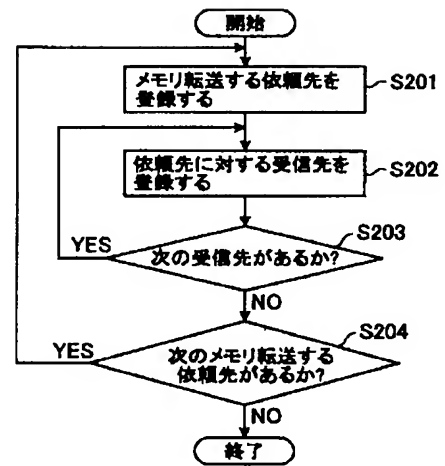 開始
メモリ転送する依頼先を
登録する
S201
依頼先に対する受信先を
登録する
S202
S203
次の受信先があるか?
YES
NO
S204
次のメモリ転送する
依頼先があるか?
YES
NO
終了